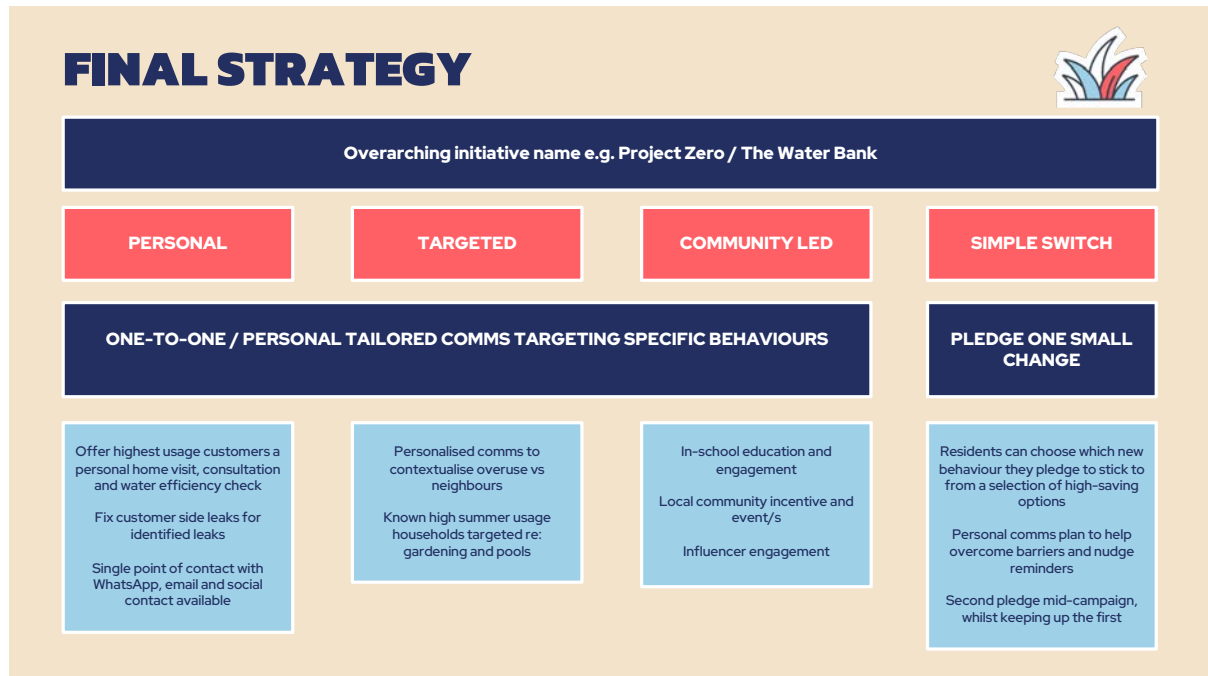 FINAL STRATEGY
Overarching initiative name e.g. Project Zero / The Water Bank
PERSONAL
TARGETED
COMMUNITY LED
SIMPLE SWITCH
ONE-TO-ONE / PERSONAL TAILORED COMMS TARGETING SPECIFIC BEHAVIOURS
PLEDGE ONE SMALL
CHANGE
Offer highest usage customers a
personal home visit, consultation
and water efficiency check
Fix customer side leaks for
identified leaks
Single point of contact with
WhatsApp, email and social
contact available
Personalised comms to
contextualise overuse vs
neighbours
Known high summer usage
households targeted re:
gardening and pools
In-school education and
engagement
Local community incentive and
event/s
Influencer engagement
Residents can choose which new
behaviour they pledge to stick to
from a selection of high-saving
options
Personal comms plan to help
overcome barriers and nudge
reminders
Second pledge mid-campaign,
whilst keeping up the first